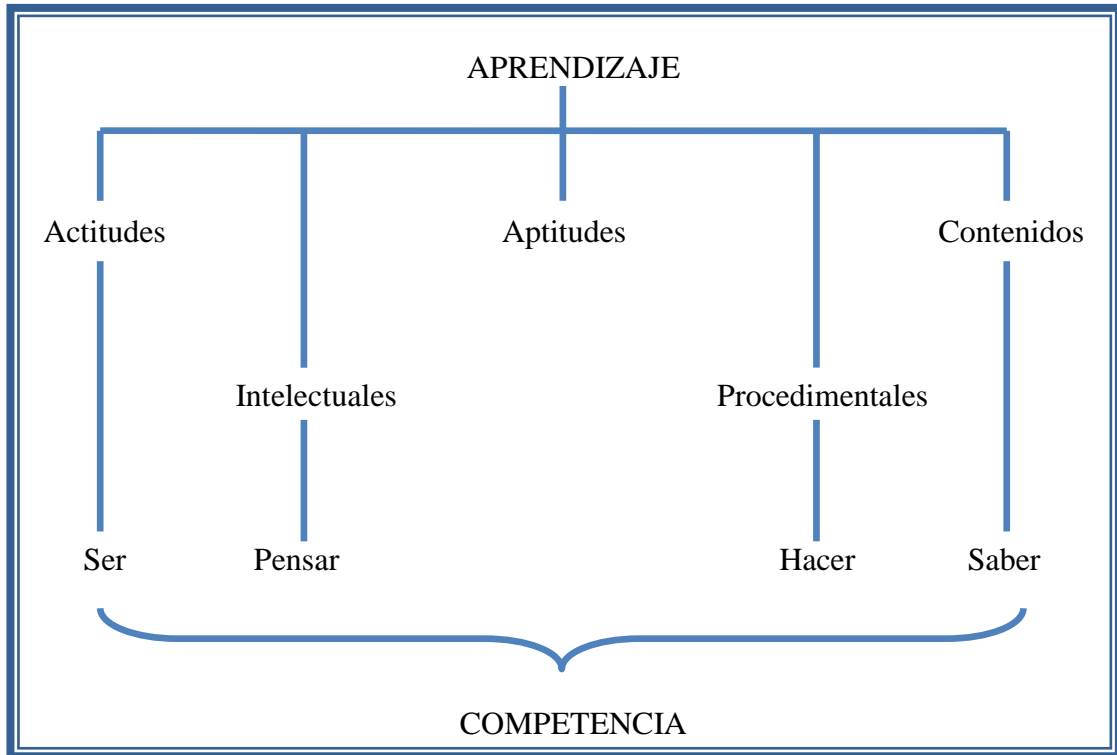 APRENDIZAJE
Actitudes Aptitudes Contenidos
Intelectuales Procedimentales
Ser Pensar Hacer Saber
COMPETENCIA